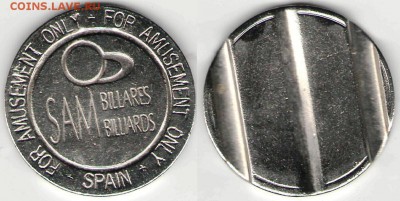 COINS.LAVE.RU
FOR AMUSEMENT ONLY + FOR AMUSEMENT ONLY +
SAM BILLARES
BILLIARDS
SPAIN